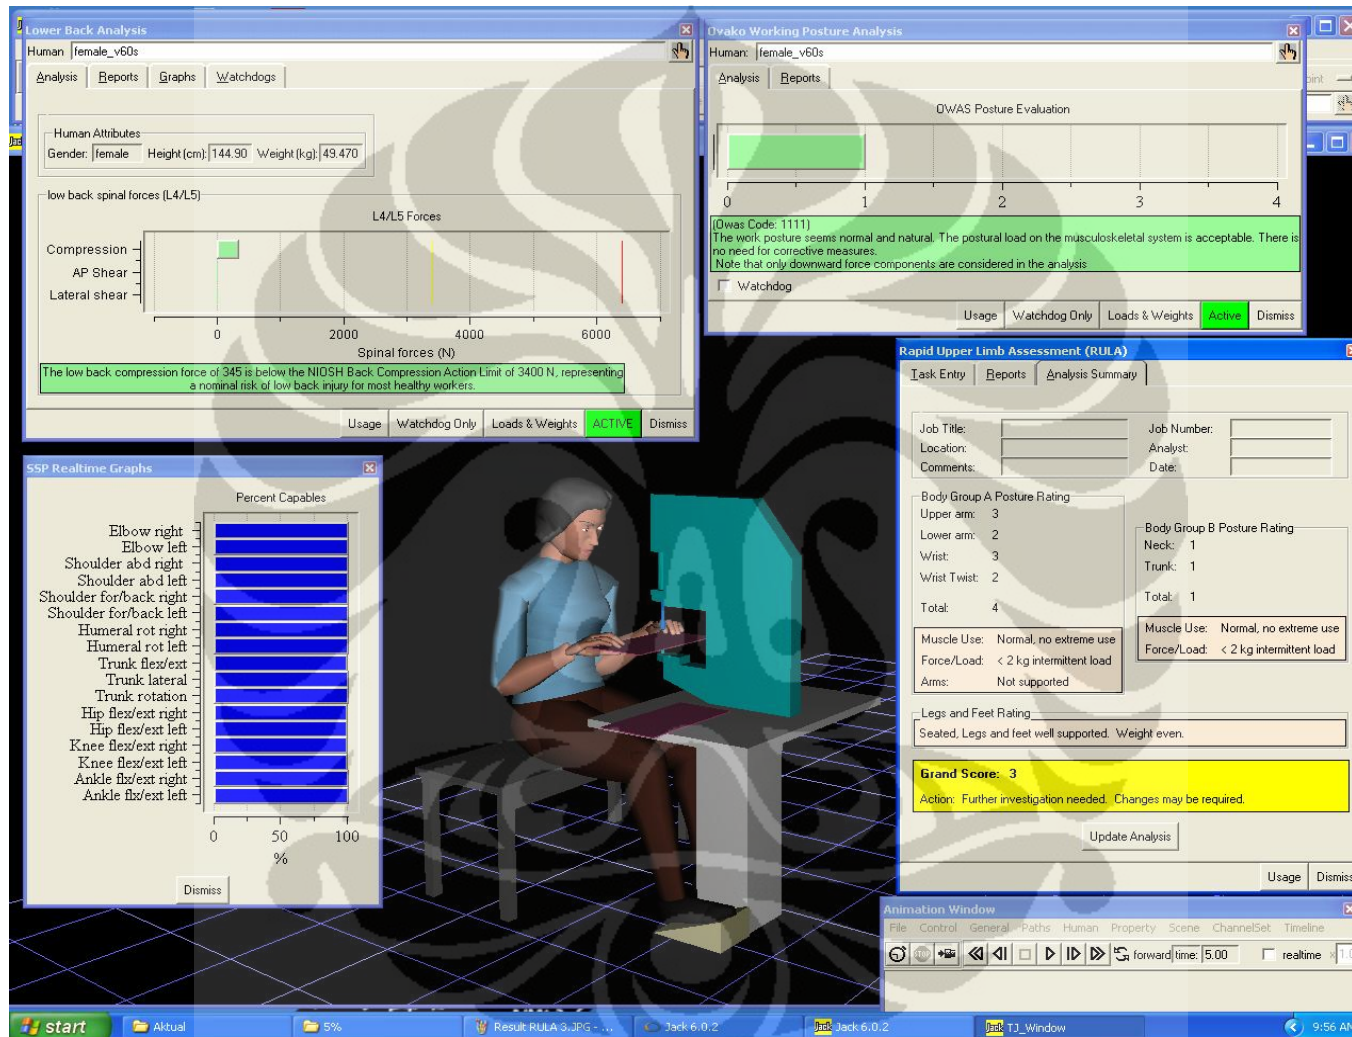 Lower Back Analysis
Human female_v60s
Analysis Reports Graphs Watchdogs
Human Attributes
Gender: female Height(cm): 144.90 Weight(kg): 49.470
low back spinal forces (L4/L5)
L4/L5 Forces
Compression
AP Shear
Lateral shear
0 2000 4000 6000
Spinal forces (N)
The low back compression force of 345 is below the NIOSH Back Compression Action Limit of 3400 N, representing
a nominal risk of low back injury for most healthy workers.
Usage Watchdog Only Loads & Weights ACTIVE Dismiss
Ovako Working Posture Analysis
Human: female_v60s
Analysis Reports
OWAS Posture Evaluation
0 1 2 3 4
(Owas Code: 1111)
The work posture seems normal and natural. The postural load on the musculoskeletal system is acceptable. There is
no need for corrective measures.
Note that only downward force components are considered in the analysis
Watchdog
Usage Watchdog Only Loads & Weights Active Dismiss
SSP Realtime Graphs
Percent Capables
Elbow right
Elbow left
Shoulder abd right
Shoulder abd left
Shoulder for/back right
Shoulder for/back left
Humeral rot right
Humeral rot left
Trunk flex/ext
Trunk lateral
Trunk rotation
Hip flex/ext right
Hip flex/ext left
Knee flex/ext right
Knee flex/ext left
Ankle flx/ext right
Ankle flx/ext left
0 50 100
%
Dismiss
Rapid Upper Limb Assessment (RULA)
Task Entry Reports Analysis Summary
Job Title: Job Number:
Location: Analyst:
Comments: Date:
Body Group A Posture Rating
Upper arm: 3
Lower arm: 2
Wrist: 3
Wrist Twist: 2
Total: 4
Muscle Use: Normal, no extreme use
Force/Load: < 2 kg intermittent load
Arms: Not supported
Body Group B Posture Rating
Neck: 1
Trunk: 1
Total: 1
Muscle Use: Normal, no extreme use
Force/Load: < 2 kg intermittent load
Legs and Feet Rating
Seated, Legs and feet well supported. Weight even.
Grand Score: 3
Action: Further investigation needed. Changes may be required.
Update Analysis
Usage Dismiss
Animation Window
File Control General Paths Human Property Scene ChannelSet Timeline
forward time: 5.00 realtime
start Aktual 5% Result RULA 3.JPG - ... Jack 6.0.2 Jack 6.0.2 TJ_Window 9:56 AM